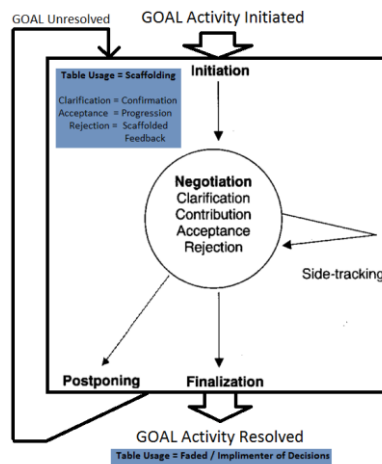 GOAL Unresolved
GOAL Activity Initiated
Table Usage = Scaffolding
Clarification = Confirmation
Acceptance = Progression
Rejection = Scaffolded
Feedback
Initiation
Negotiation
Clarification
Contribution
Acceptance
Rejection
Side-tracking
Postponing
Finalization
GOAL Activity Resolved
Table Usage = Faded / Implimenter of Decisions